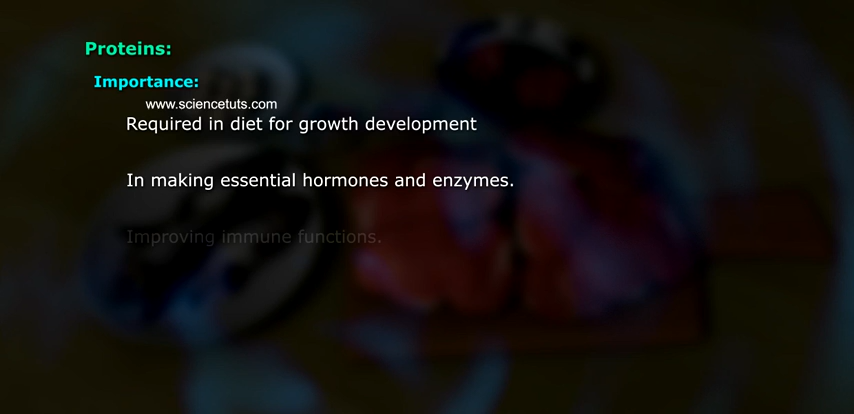 Proteins:
Importance:
www.sciencetuts.com
Required in diet for growth development
In making essential hormones and enzymes.
Improving immune functions.